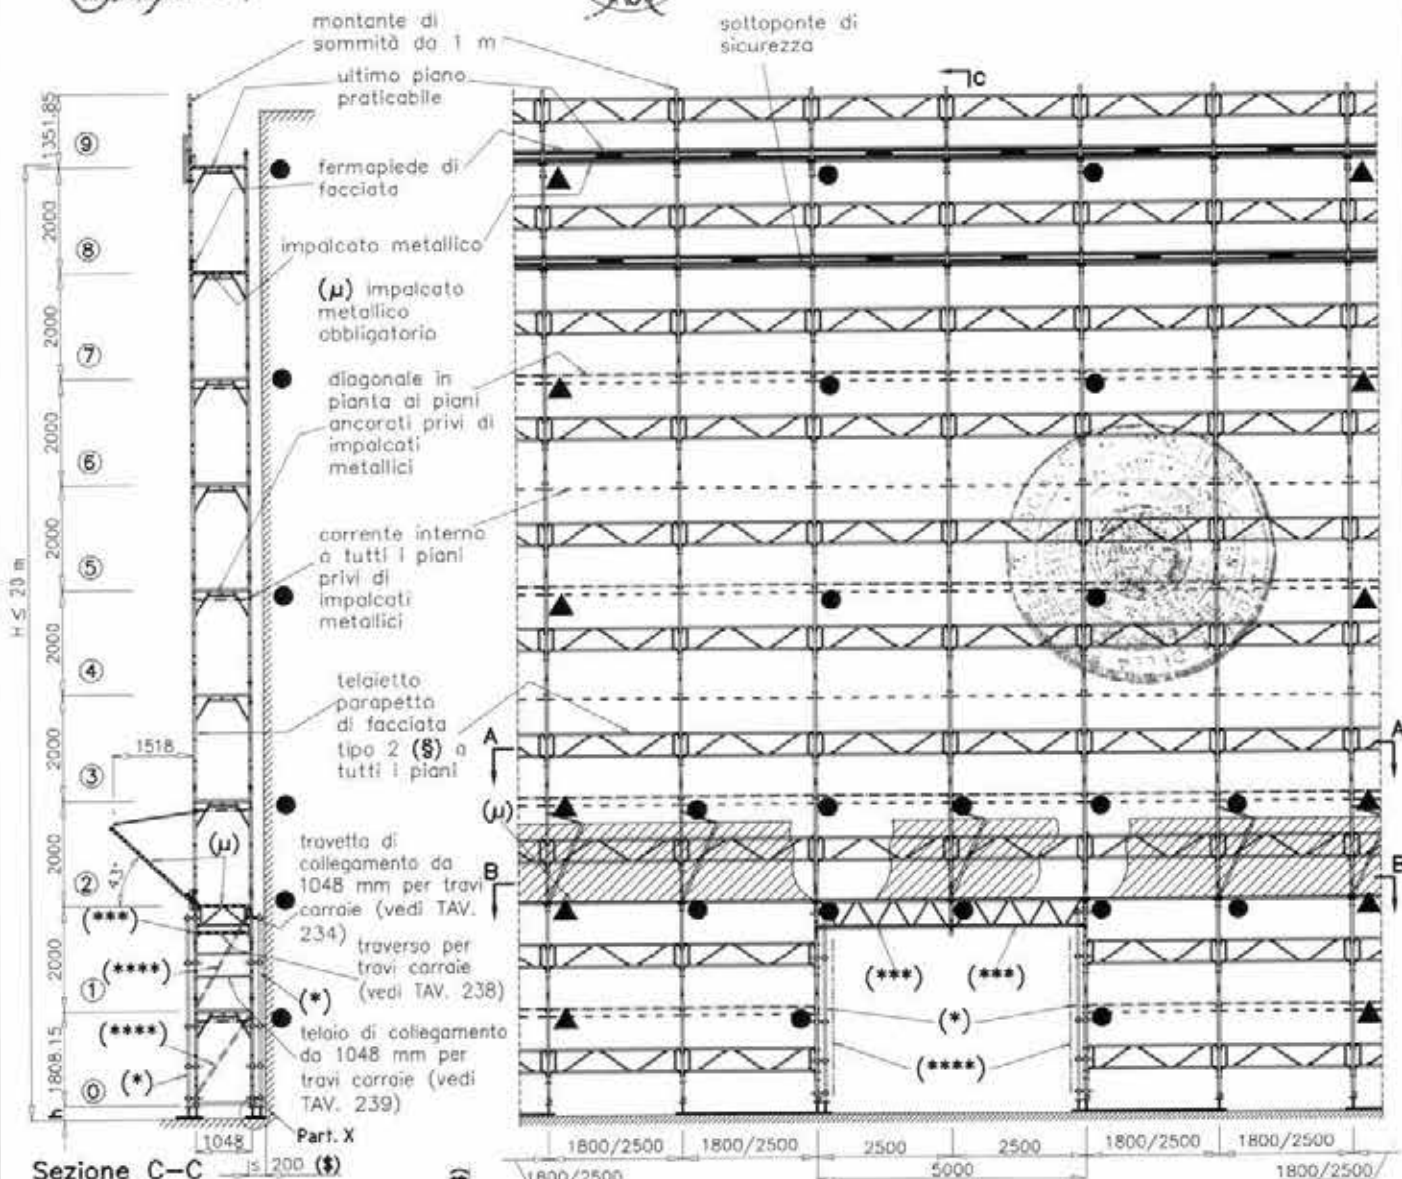 montante di
sommità da 1 m
sottoponte di
sicurezza
C
ultimo piano
praticabile
1351.85
9
fermapiede di
facciata
2000
8
impalcato metallico
(μ) impalcato
metallico
obbligatorio
2000
7
diagonale in
pianta ai piani
ancorati privi di
impalcati
metallici
2000
6
2000
5
corrente interno
a tutti i piani
privi di
impalcati
metallici
H ≤ 20 m
2000
4
telaietto
parapetto
di facciata
tipo 2 (§) a
tutti i piani
A
A
1518
2000
3
(μ)
(μ)
43°
2000
2
travetta di
collegamento da
1048 mm per travi
carraie (vedi TAV.
234)
B
B
(***)
(***)
(***)
(****)
traverso per
travi carraie
(vedi TAV. 238)
2000
1
(*)
(*)
(****)
telaio di collegamento
da 1048 mm per
travi carraie (vedi
TAV. 239)
(****)
1808.15
(*)
0
h
Part. X
1048
1800/2500
1800/2500
2500
2500
1800/2500
1800/2500
Sezione C-C
≤ 200 ($)
1800/2500
5000
1800/2500